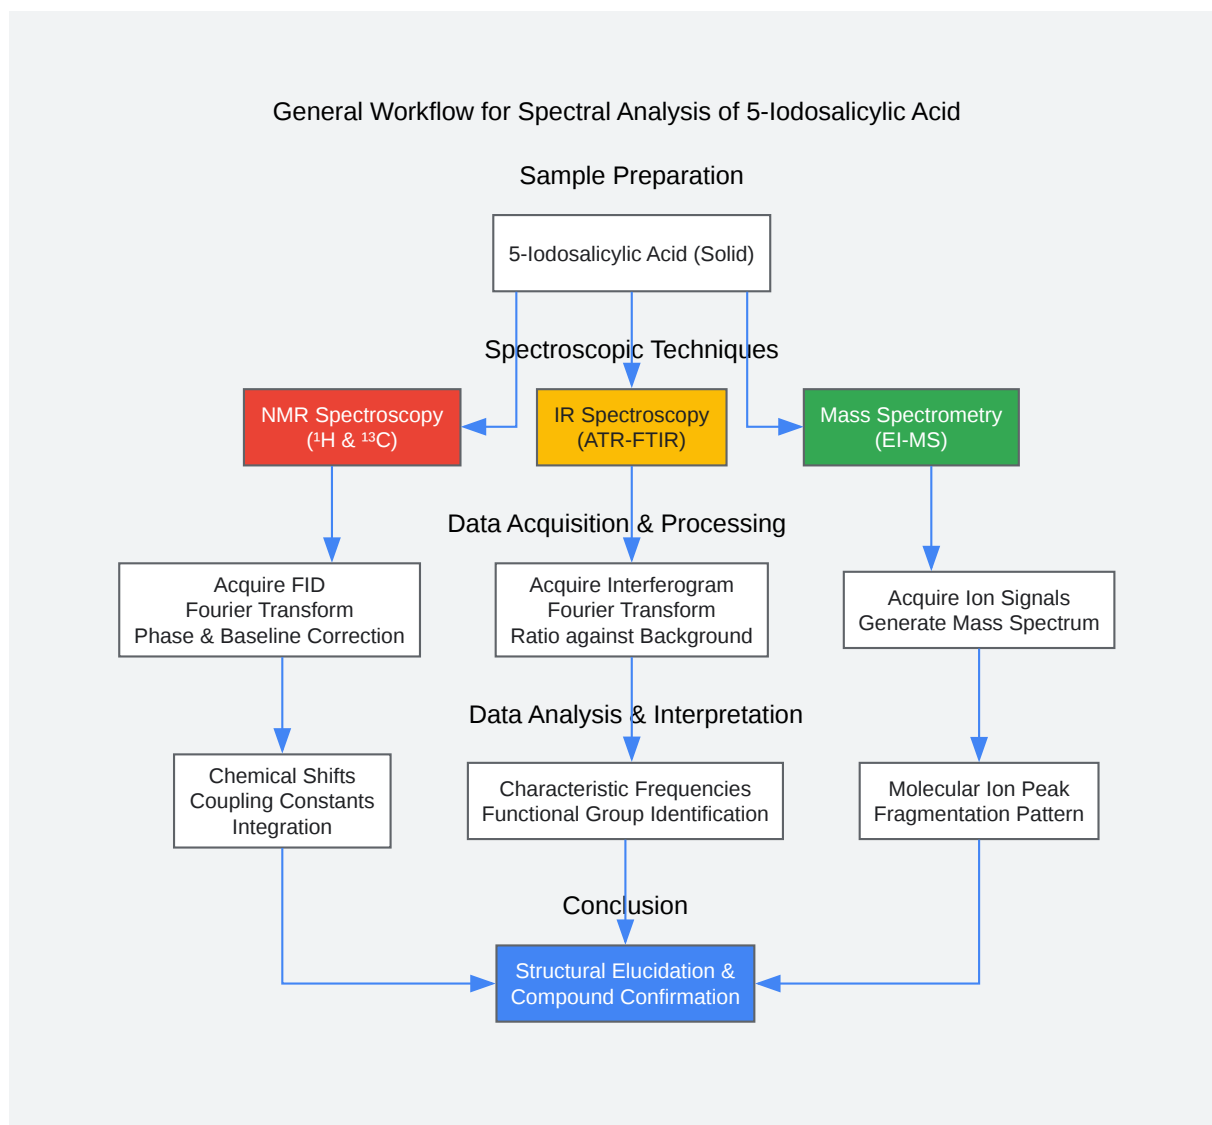 General Workflow for Spectral Analysis of 5-Iodosalicylic Acid
Sample Preparation
5-Iodosalicylic Acid (Solid)
Spectroscopic Techniques
NMR Spectroscopy
(¹H & ¹³C)
IR Spectroscopy
(ATR-FTIR)
Mass Spectrometry
(EI-MS)
Data Acquisition & Processing
Acquire FID
Fourier Transform
Phase & Baseline Correction
Acquire Interferogram
Fourier Transform
Ratio against Background
Acquire Ion Signals
Generate Mass Spectrum
Data Analysis & Interpretation
Chemical Shifts
Coupling Constants
Integration
Characteristic Frequencies
Functional Group Identification
Molecular Ion Peak
Fragmentation Pattern
Conclusion
Structural Elucidation &
Compound Confirmation